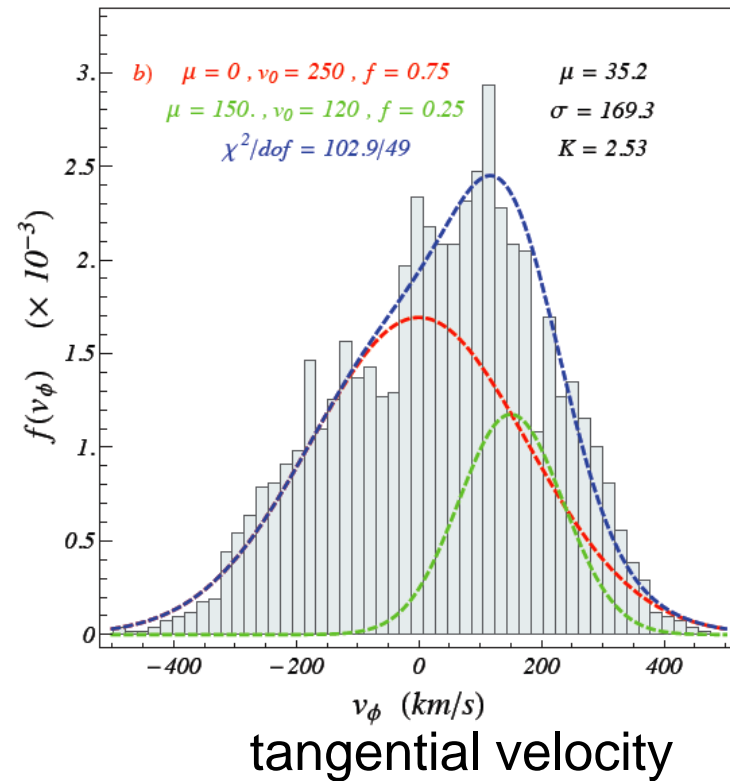 b) μ = 0 , v₀ = 250 , f = 0.75
μ = 150. , v₀ = 120 , f = 0.25
χ²/dof = 102.9/49
μ = 35.2
σ = 169.3
K = 2.53
f(v_ϕ) (× 10⁻³)
3.
2.5
2.
1.5
1.
0.5
0
−400 −200 0 200 400
v_ϕ (km/s)
tangential velocity